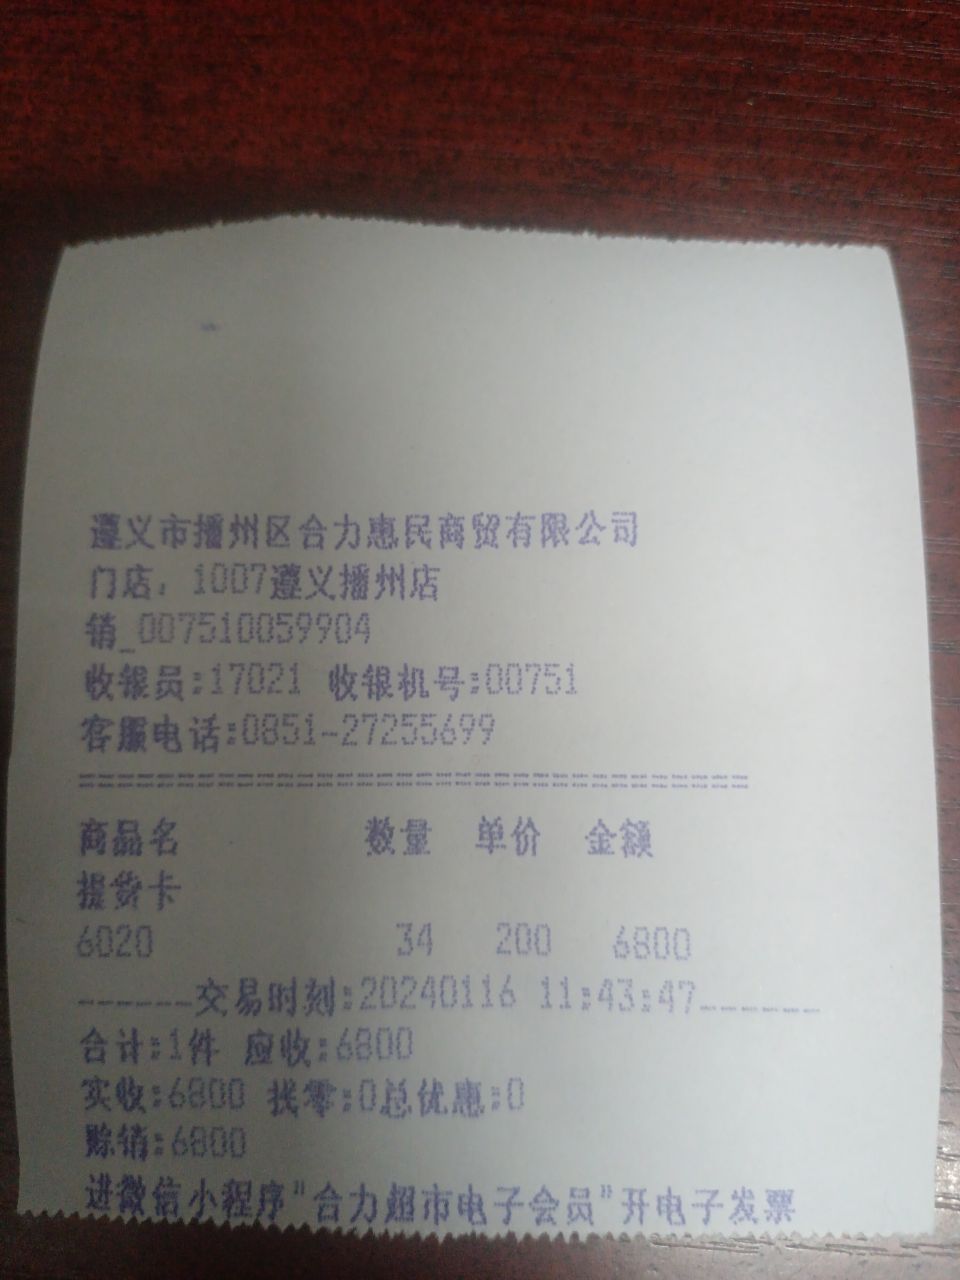 遵义市播州区合力惠民商贸有限公司
门店: 1007遵义播州店
销_007510059904
收银员:17021 收银机号:00751
客服电话:0851-27255699
商品名 数量 单价 金额
提货卡
6020 34 200 6800
------交易时刻:20240116 11:43:47------
合计:1件 应收:6800
实收:6800 找零:0总优惠:0
赊销:6800
进微信小程序"合力超市电子会员"开电子发票